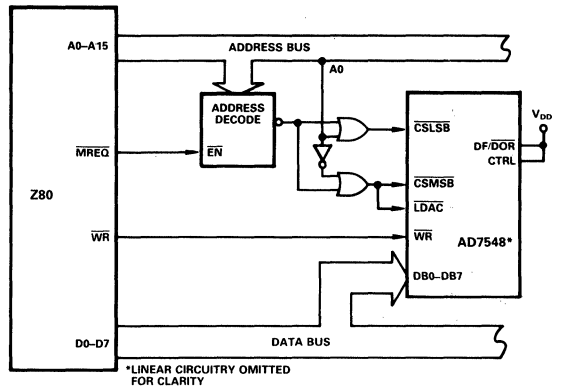 A0–A15
ADDRESS BUS
A0
ADDRESS
DECODE
EN
MREQ
CSLSB
CSMSB
LDAC
WR
DB0–DB7
AD7548*
VDD
DF/DOR
CTRL
Z80
WR
D0–D7
DATA BUS
*LINEAR CIRCUITRY OMITTED
FOR CLARITY